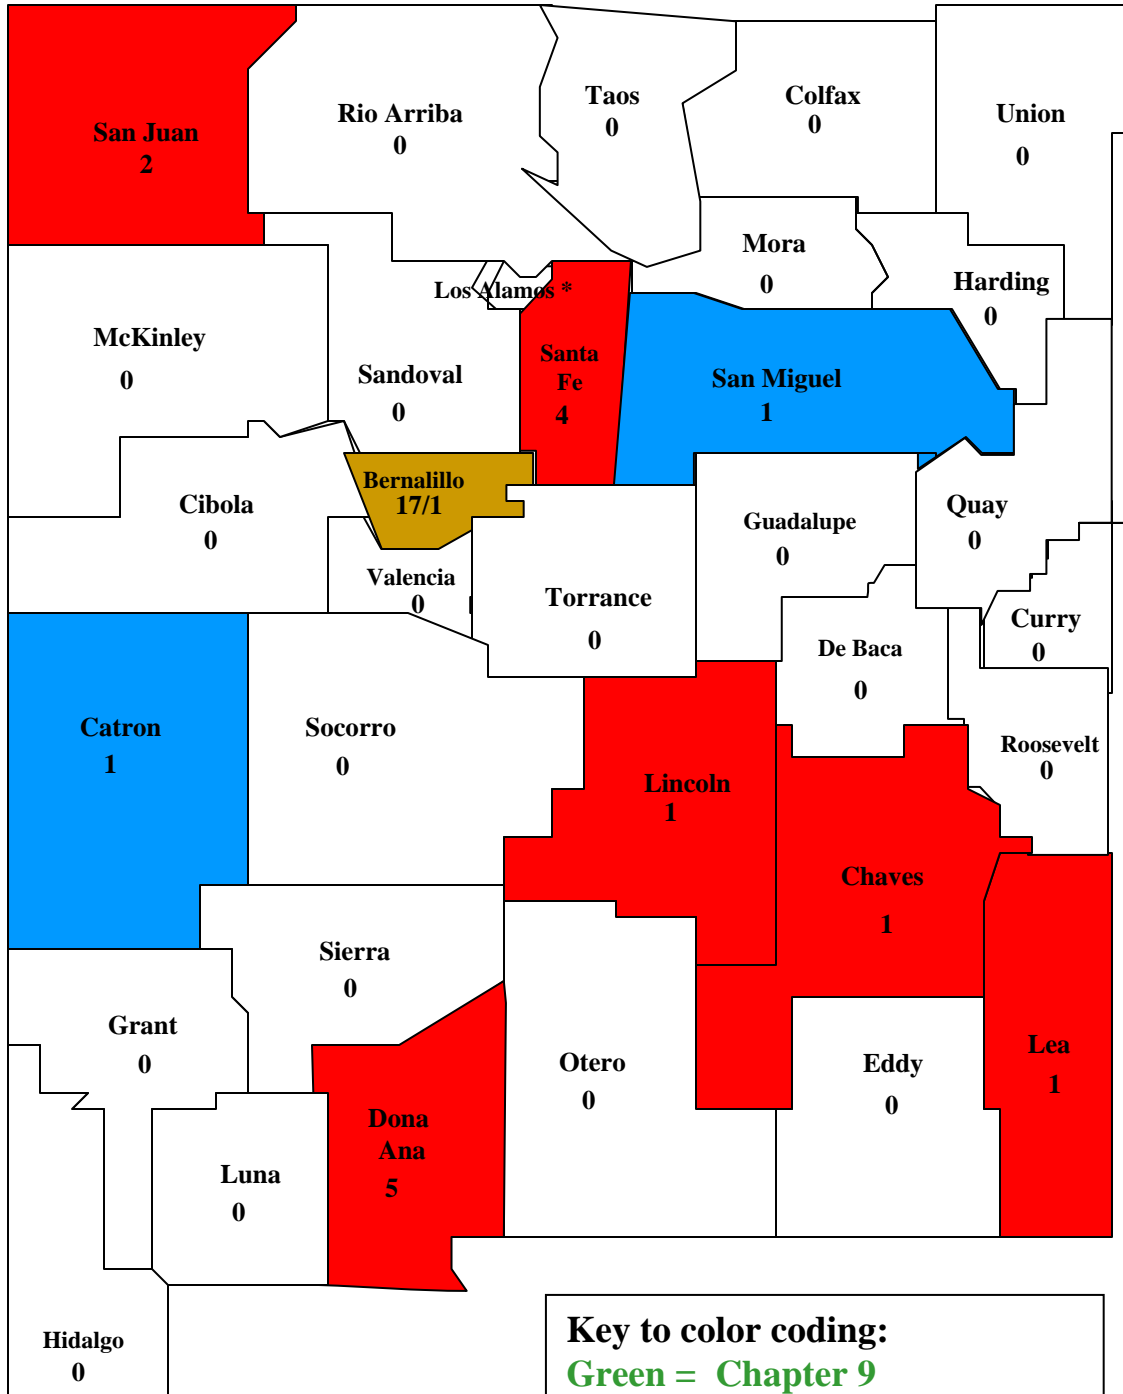 San Juan
2
Rio Arriba
0
Taos
0
Colfax
0
Union
0
Mora
0
Harding
0
Los Alamos *
McKinley
0
Sandoval
0
Santa
Fe
4
San Miguel
1
Bernalillo
17/1
Cibola
0
Guadalupe
0
Quay
0
Valencia
0
Torrance
0
Curry
0
De Baca
0
Catron
1
Socorro
0
Roosevelt
0
Lincoln
1
Chaves
1
Sierra
0
Grant
0
Otero
0
Eddy
0
Lea
1
Dona
Ana
5
Luna
0
Hidalgo
0
Key to color coding:
Green = Chapter 9